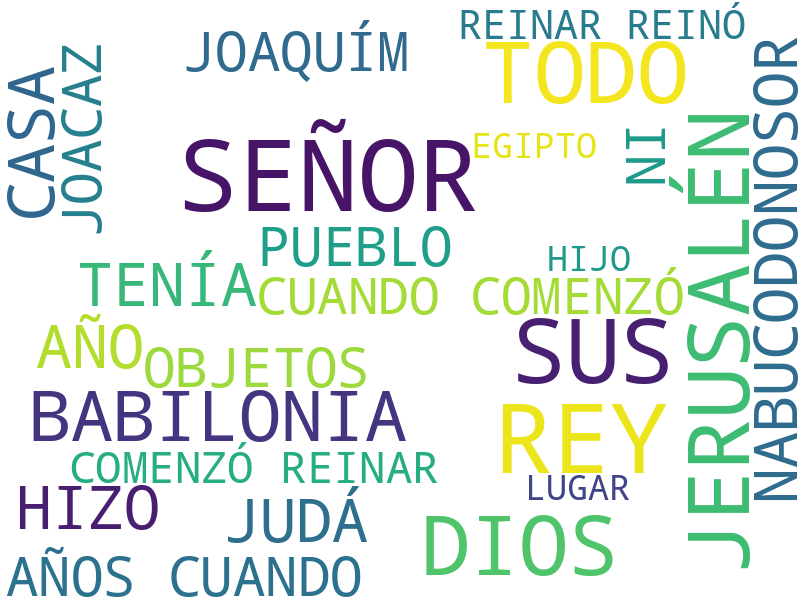 REINAR REINÓ
JOAQUÍM
TODO
CASA
JOACAZ
SEÑOR
EGIPTO
NI
JERUSALÉN
NABUCODONOSOR
PUEBLO
HIJO
TENÍA
CUANDO COMENZÓ
AÑO
OBJETOS
SUS
BABILONIA
REY
COMENZÓ REINAR
LUGAR
HIZO
JUDÁ
DIOS
AÑOS CUANDO